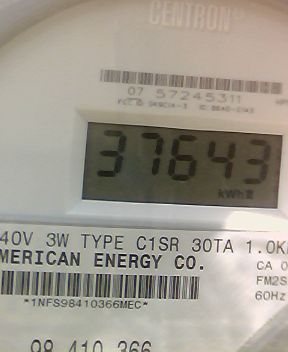 CENTRON®
07 57245311
37643
kWh
40V 3W TYPE C1SR 30TA 1.0K
MERICAN ENERGY CO.
CA 0
FM2S
60Hz
*1NFS98410366MEC*
98 410 366